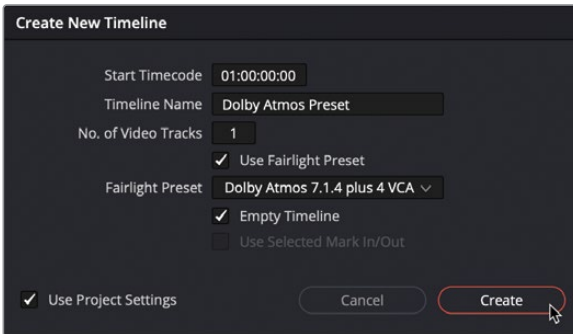 Create New Timeline
Start Timecode 01:00:00:00
Timeline Name Dolby Atmos Preset
No. of Video Tracks 1
Use Fairlight Preset
Fairlight Preset Dolby Atmos 7.1.4 plus 4 VCA
Empty Timeline
Use Selected Mark In/Out
Use Project Settings Cancel Create